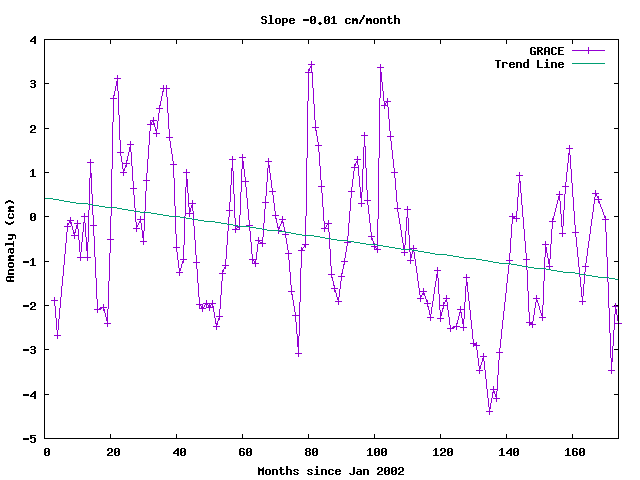 Slope -0.01 cm/month
GRACE
Trend Line
4
3
2
1
0
-1
-2
-3
-4
-5
Anomaly (cm)
0 20 40 60 80 100 120 140 160
Months since Jan 2002